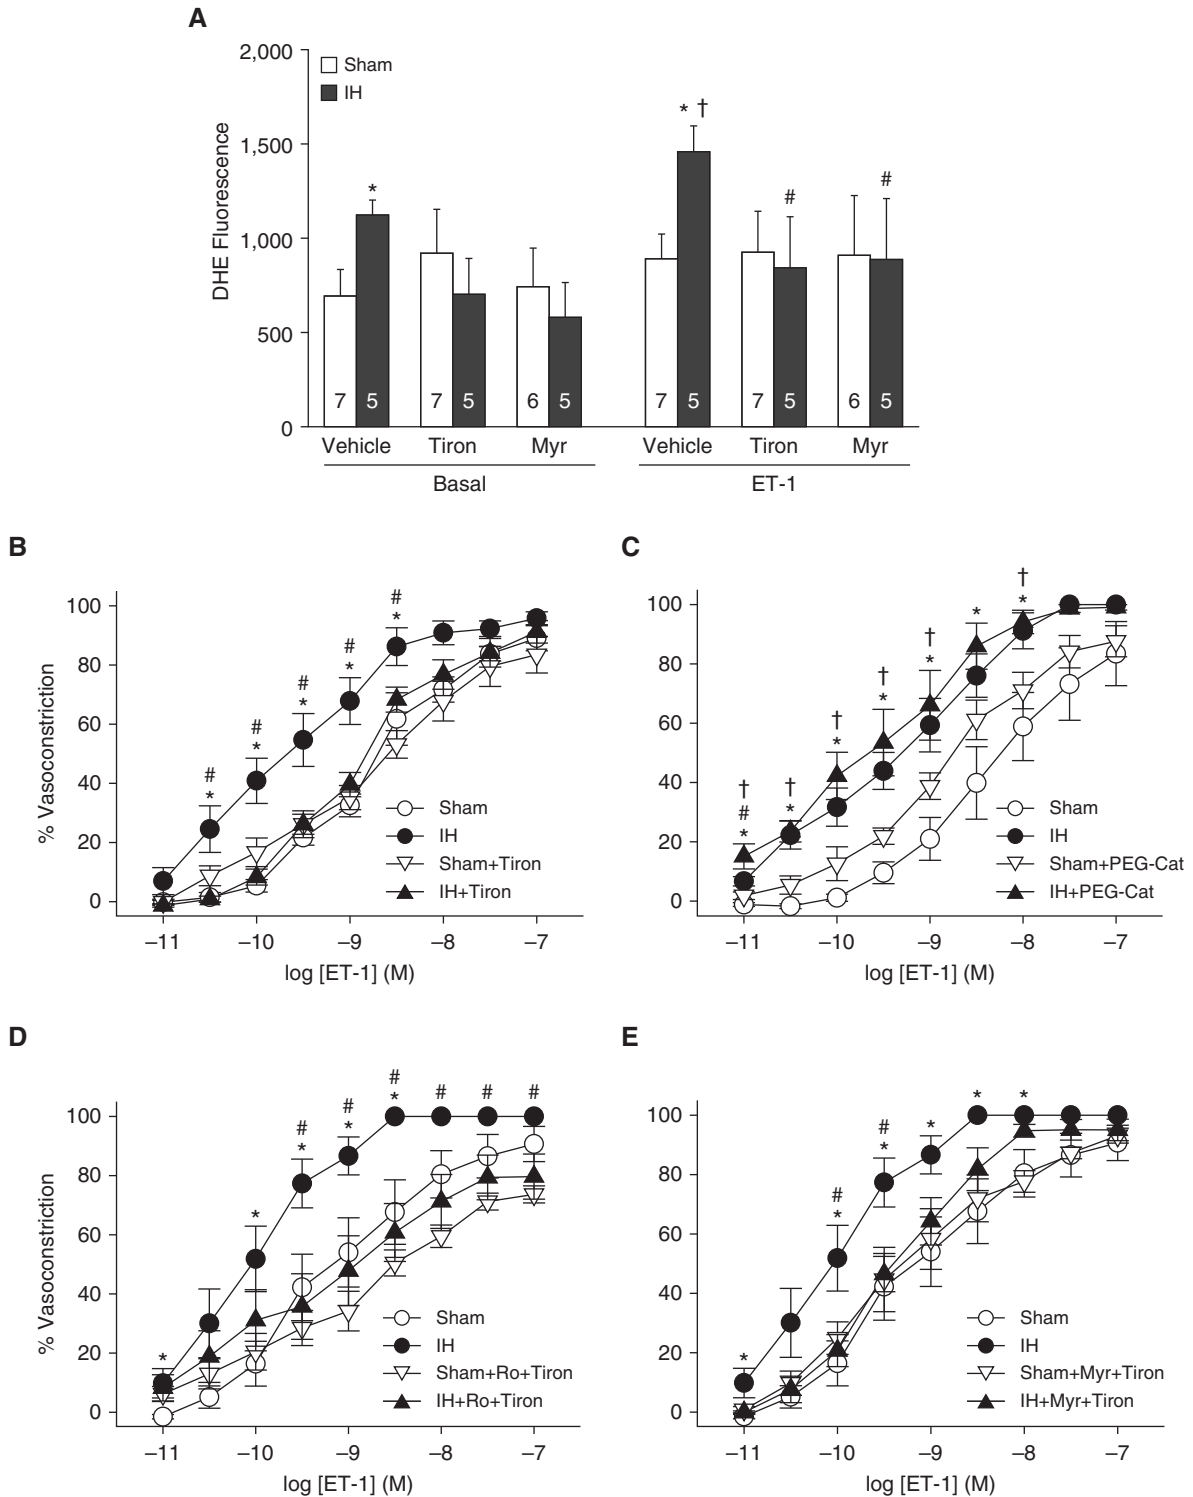 A
2,000
1,500
1,000
500
0
DHE Fluorescence
Sham
IH
*
* †
#
#
7 5 7 5 6 5 7 5 7 5 6 5
Vehicle Tiron Myr Vehicle Tiron Myr
Basal ET-1
B
100
80
60
40
20
0
% Vasoconstriction
# # # # #
* * * * *
Sham
IH
Sham+Tiron
IH+Tiron
–11 –10 –9 –8 –7
log [ET-1] (M)
C
100
80
60
40
20
0
†
#
*
†
*
†
*
†
*
†
*
*
†
*
Sham
IH
Sham+PEG-Cat
IH+PEG-Cat
–11 –10 –9 –8 –7
log [ET-1] (M)
D
100
80
60
40
20
0
% Vasoconstriction
*
*
#
*
#
*
#
*
# # #
Sham
IH
Sham+Ro+Tiron
IH+Ro+Tiron
–11 –10 –9 –8 –7
log [ET-1] (M)
E
100
80
60
40
20
0
*
#
*
#
*
*
* *
Sham
IH
Sham+Myr+Tiron
IH+Myr+Tiron
–11 –10 –9 –8 –7
log [ET-1] (M)